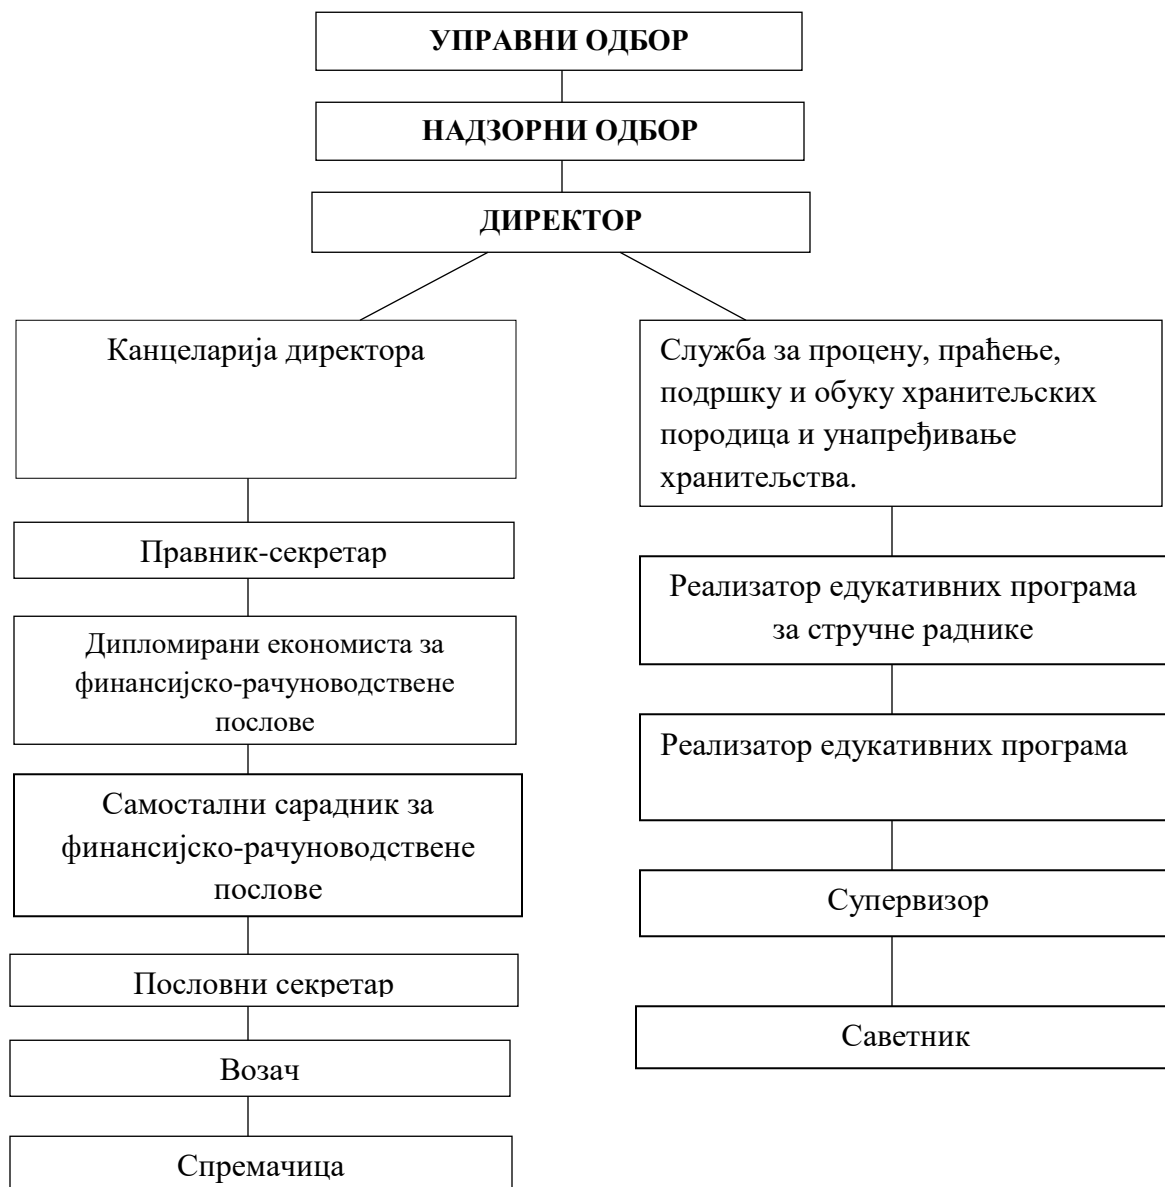 УПРАВНИ ОДБОР
НАДЗОРНИ ОДБОР
ДИРЕКТОР
Канцеларија директора
Правник-секретар
Дипломирани економиста за
финансијско-рачуноводствене
послове
Самостални сарадник за
финансијско-рачуноводствене
послове
Пословни секретар
Возач
Спремачица
Служба за процену, праћење,
подршку и обуку хранитељских
породица и унапређивање
хранитељства.
Реализатор едукативних програма
за стручне раднике
Реализатор едукативних програма
Супервизор
Саветник